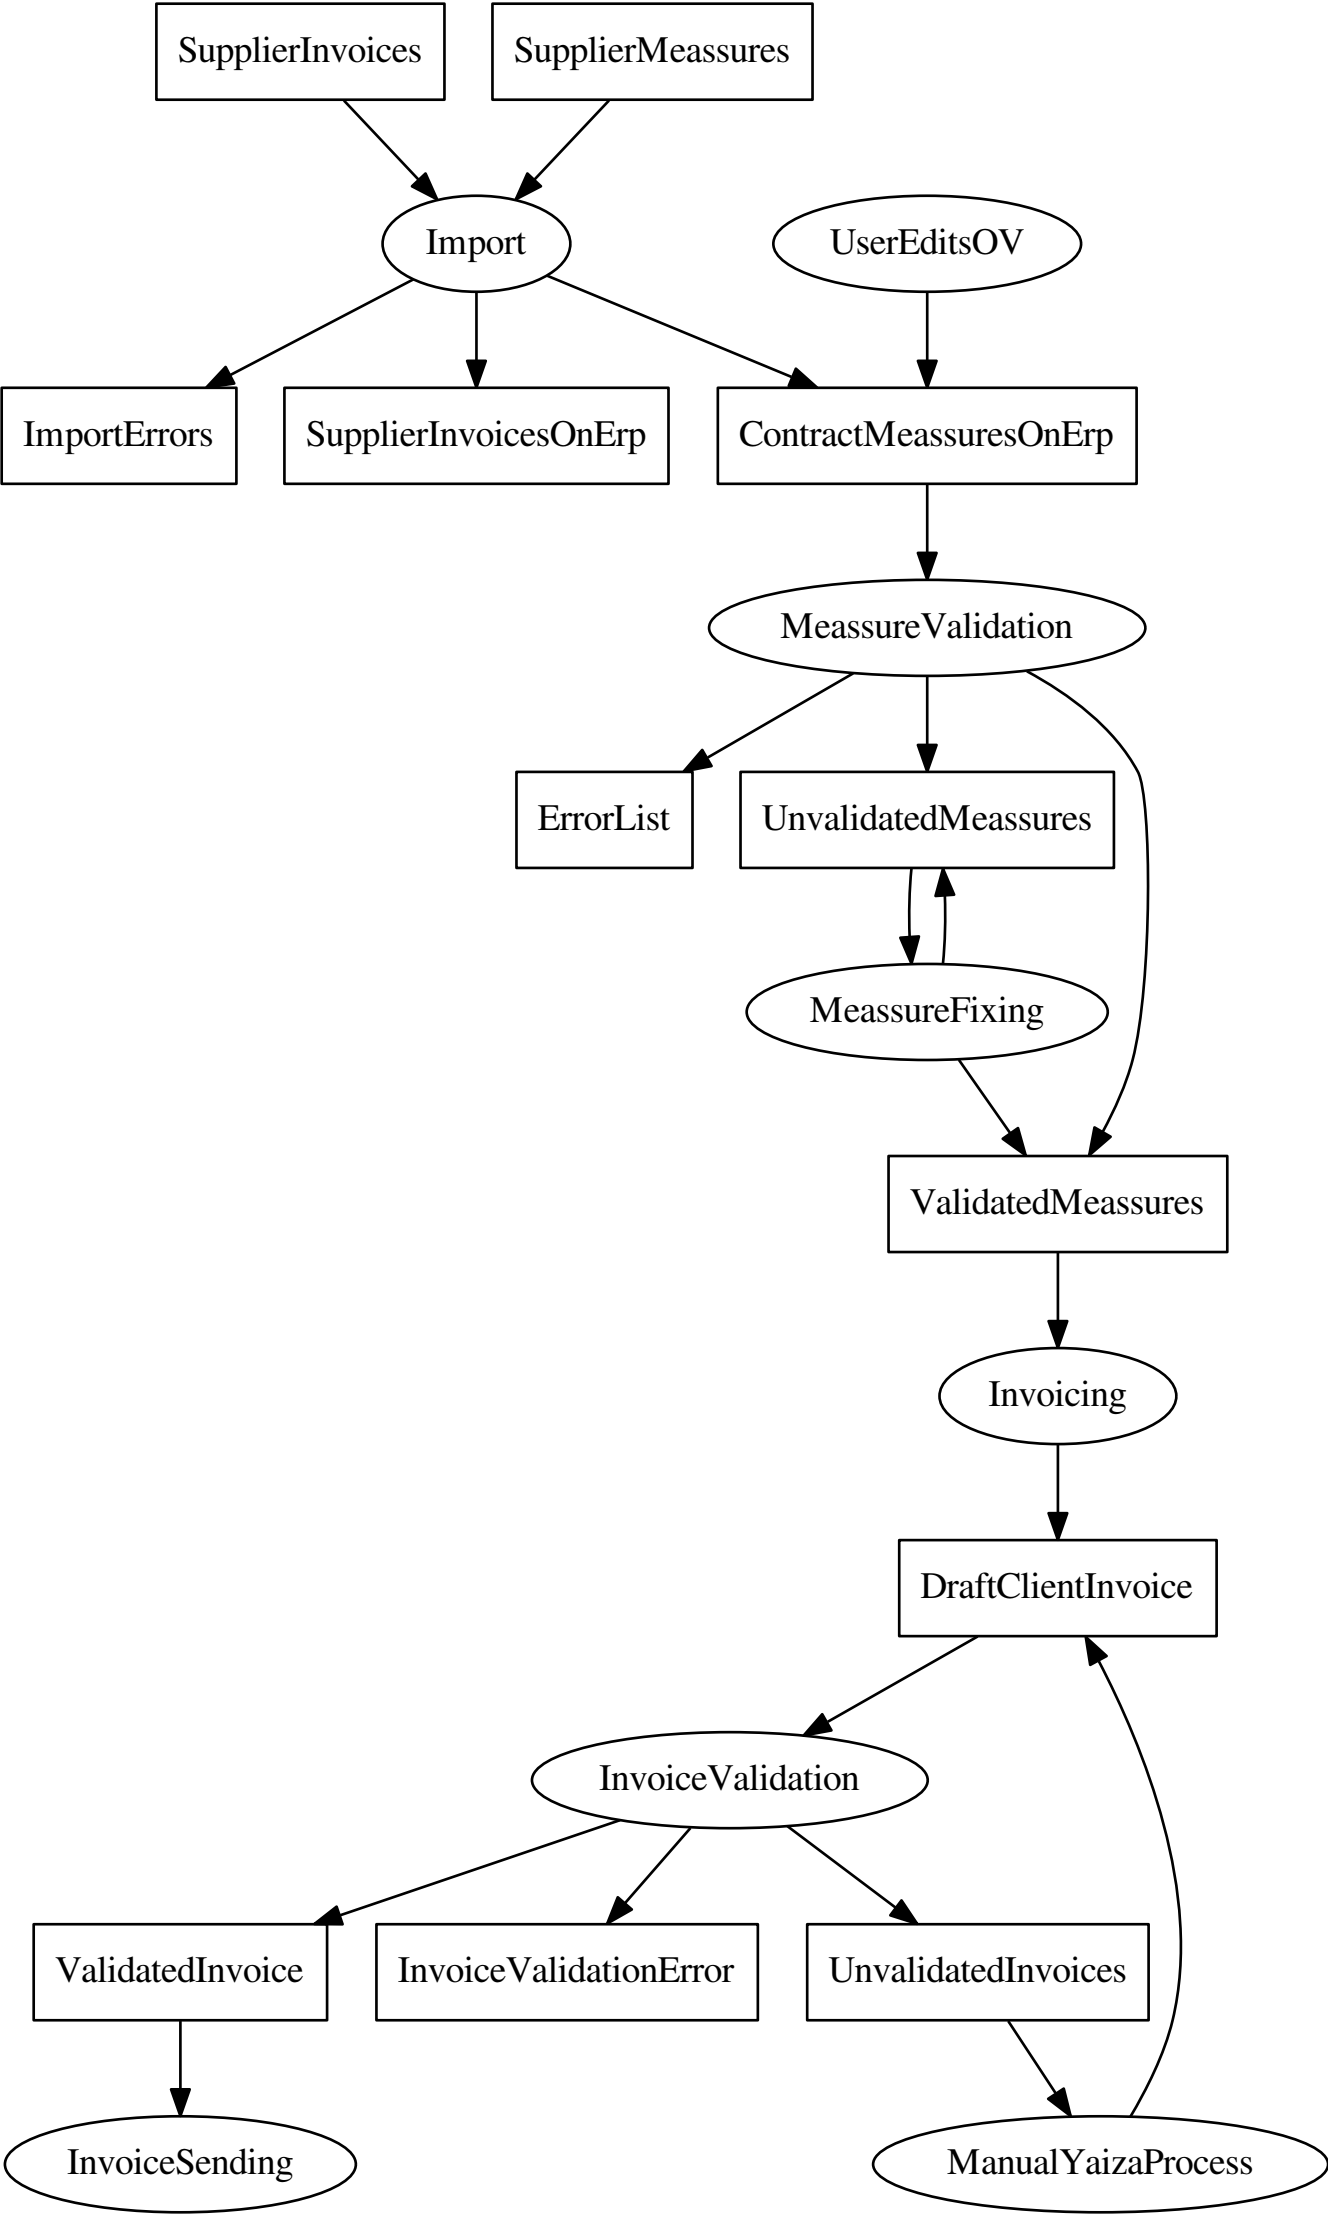 SupplierInvoices
SupplierMeassures
Import
UserEditsOV
ImportErrors
SupplierInvoicesOnErp
ContractMeassuresOnErp
MeassureValidation
ErrorList
UnvalidatedMeassures
MeassureFixing
ValidatedMeassures
Invoicing
DraftClientInvoice
InvoiceValidation
ValidatedInvoice
InvoiceValidationError
UnvalidatedInvoices
InvoiceSending
ManualYaizaProcess